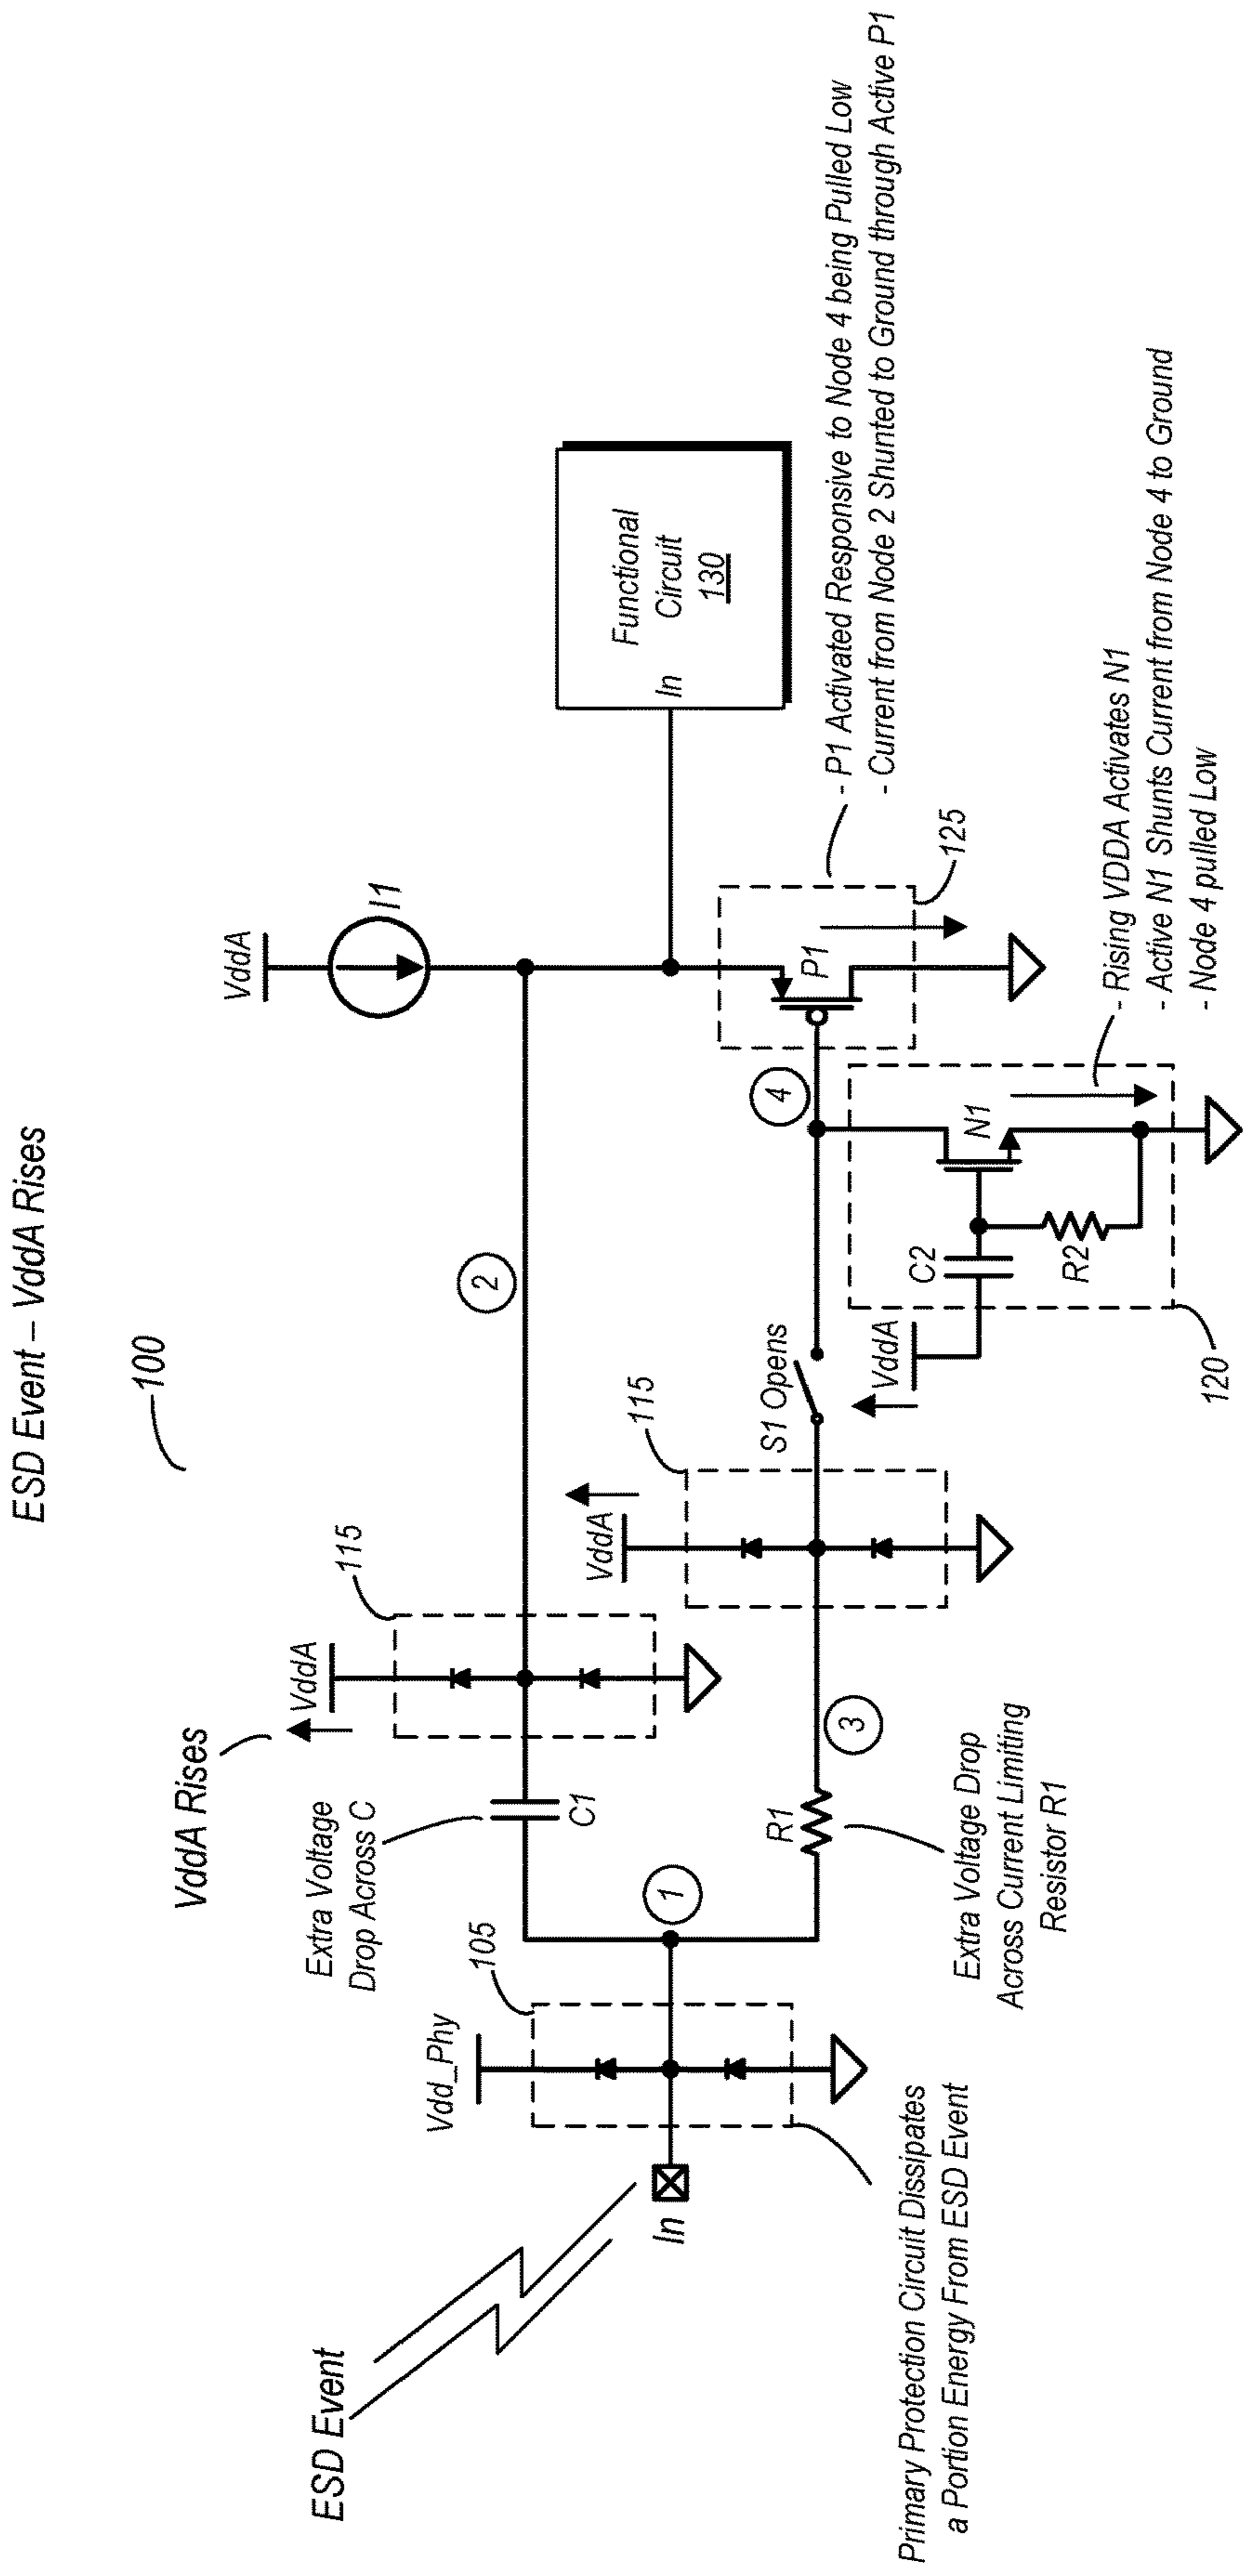 ESD Event – VddA Rises
100
VddA Rises
ESD Event
Extra Voltage
Drop Across C
VddA
115
VddA
I1
Vdd_Phy
105
C1
2
In
1
R1
3
VddA
115
S1 Opens
4
P1
125
Functional
Circuit
130
In
VddA
C2
R2
N1
120
Primary Protection Circuit Dissipates
a Portion Energy From ESD Event
Extra Voltage Drop
Across Current Limiting
Resistor R1
- P1 Activated Responsive to Node 4 being Pulled Low
- Current from Node 2 Shunted to Ground through Active P1
- Rising VDDA Activates N1
- Active N1 Shunts Current from Node 4 to Ground
- Node 4 pulled Low